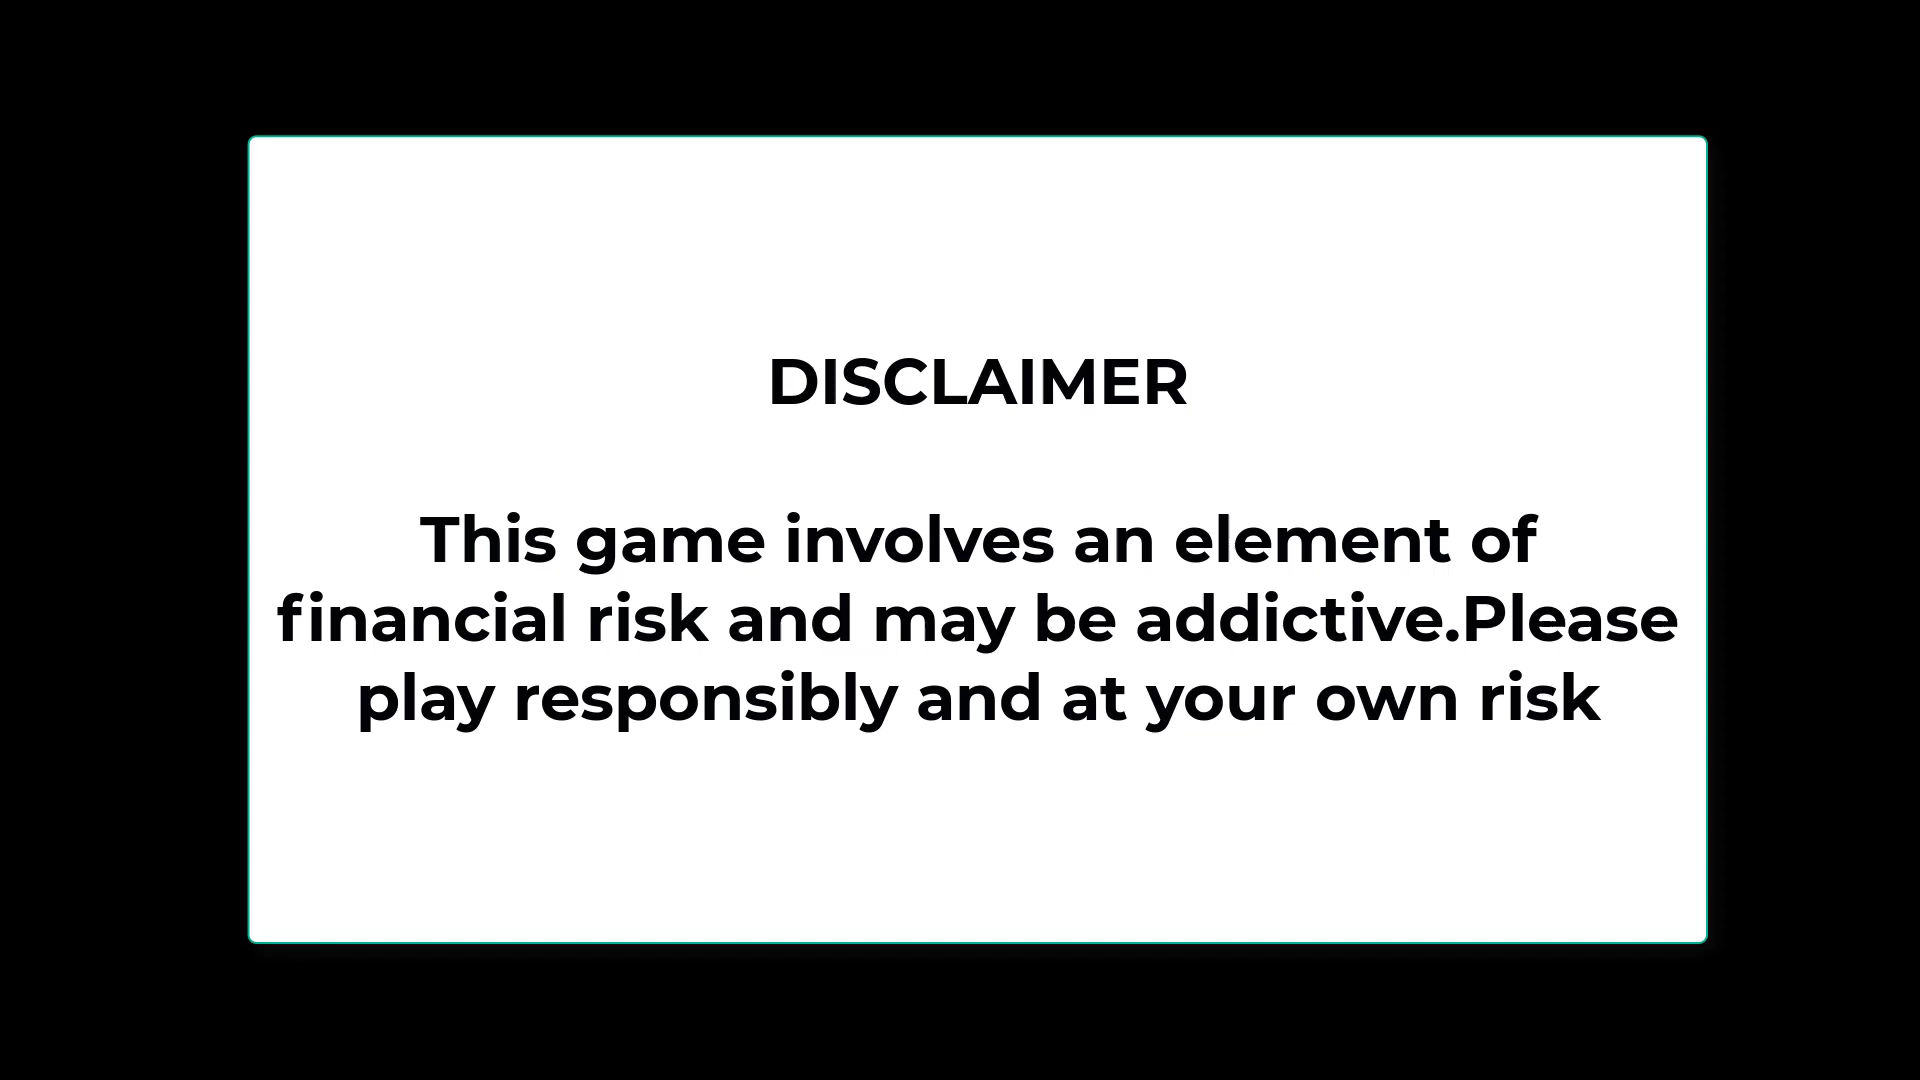 DISCLAIMER
This game involves an element of
financial risk and may be addictive.Please
play responsibly and at your own risk